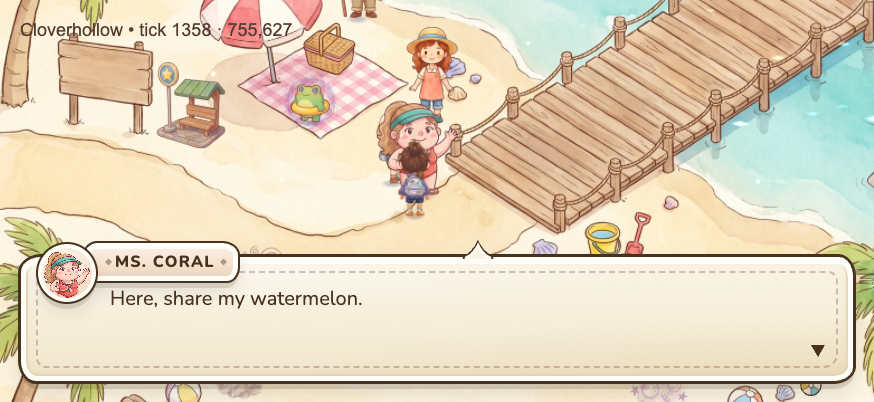 Cloverhollow • tick 1358 · 755,627
MS. CORAL
Here, share my watermelon.